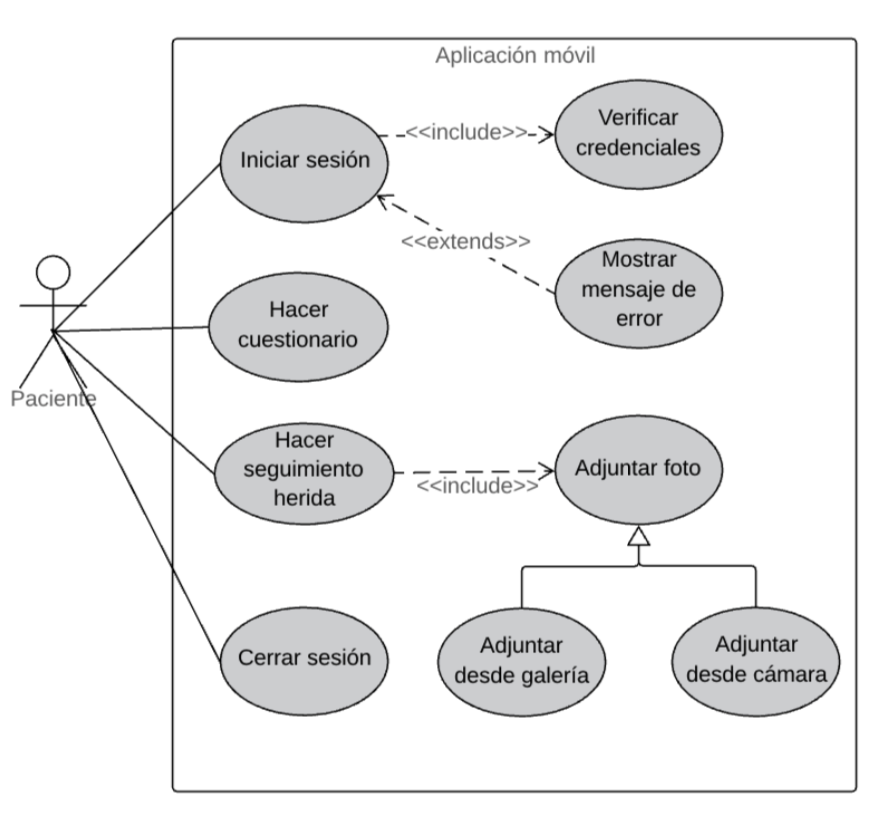 Aplicación móvil
Iniciar sesión
<<include>>
Verificar
credenciales
<<extends>>
Mostrar
mensaje de
error
Hacer
cuestionario
Paciente
Hacer
seguimiento
herida
<<include>>
Adjuntar foto
Cerrar sesión
Adjuntar
desde galería
Adjuntar
desde cámara